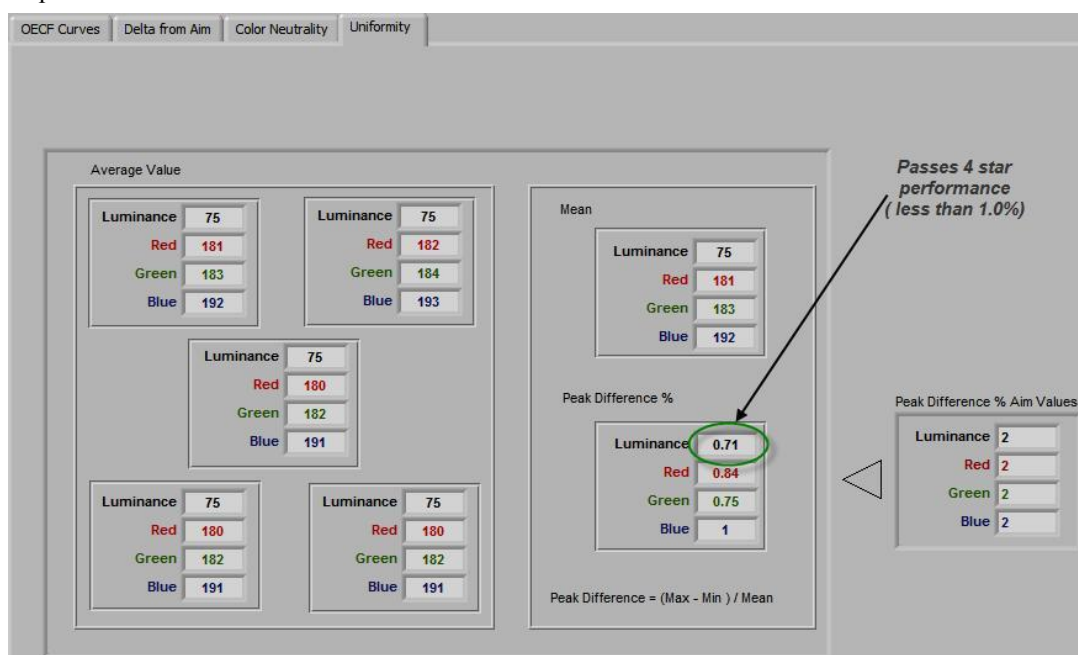 OECF Curves Delta from Aim Color Neutrality Uniformity
Average Value
Luminance 75
Red 181
Green 183
Blue 192
Luminance 75
Red 182
Green 184
Blue 193
Luminance 75
Red 180
Green 182
Blue 191
Luminance 75
Red 180
Green 182
Blue 191
Luminance 75
Red 180
Green 182
Blue 191
Mean
Luminance 75
Red 181
Green 183
Blue 192
Peak Difference %
Luminance 0.71
Red 0.84
Green 0.75
Blue 1
Peak Difference = (Max - Min ) / Mean
Passes 4 star
performance
( less than 1.0%)
Peak Difference % Aim Values
Luminance 2
Red 2
Green 2
Blue 2